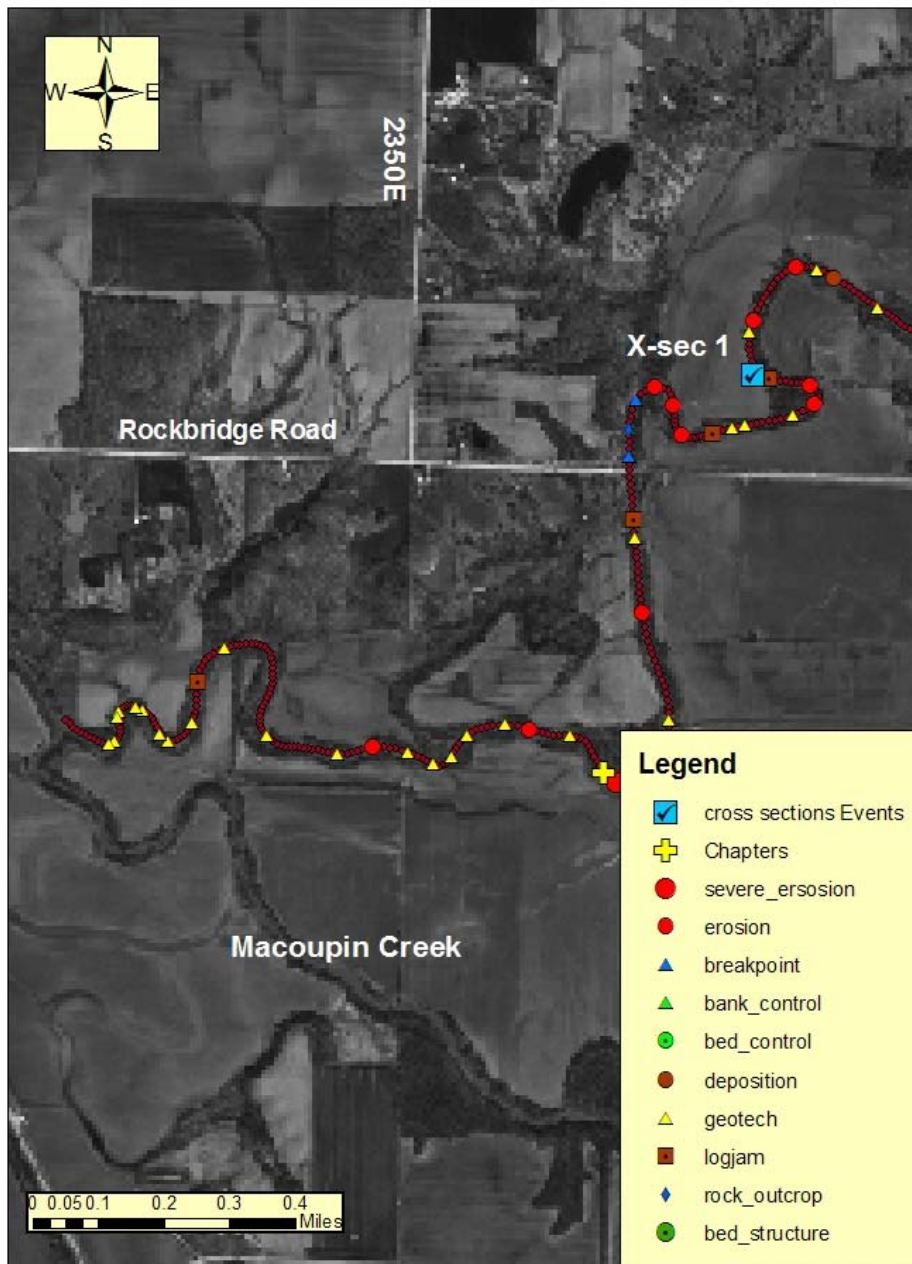 N
W E
S
2350E
X-sec 1
Rockbridge Road
Macoupin Creek
Legend
cross sections Events
Chapters
severe_ersosion
erosion
breakpoint
bank_control
bed_control
deposition
geotech
logjam
rock_outcrop
bed_structure
0 0.05 0.1 0.2 0.3 0.4
Miles